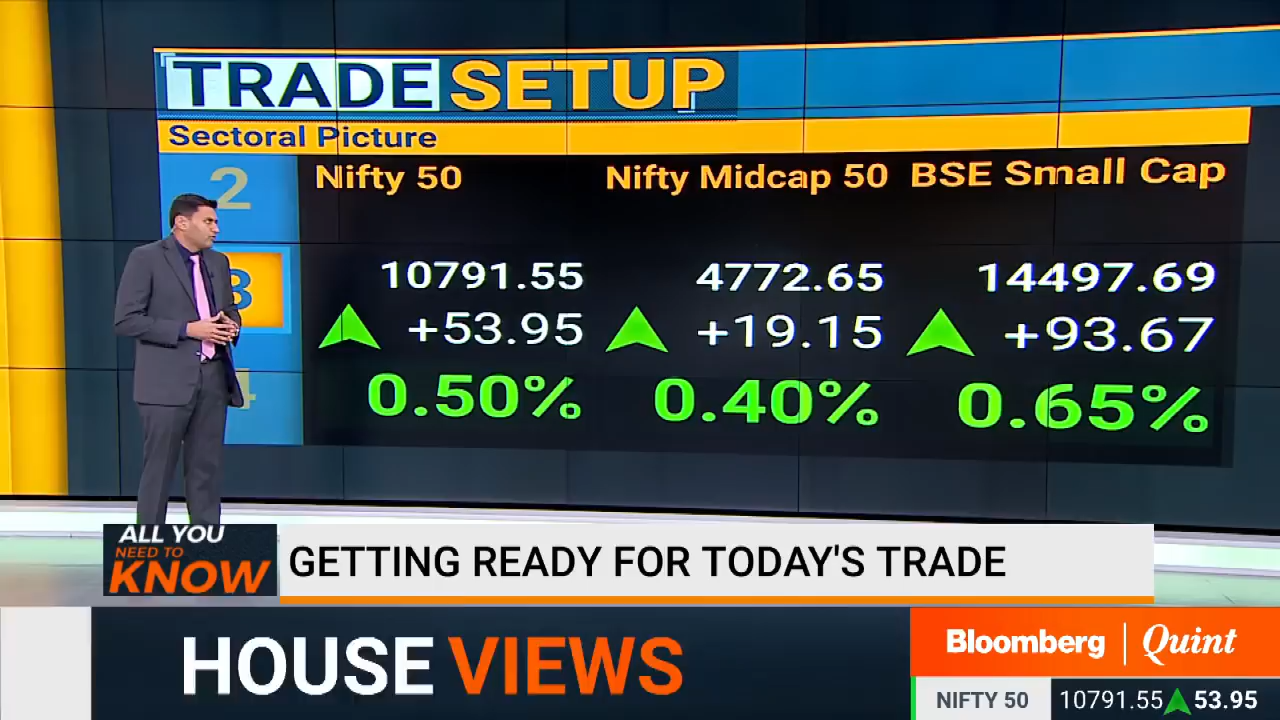 TRADE SETUP
Sectoral Picture
2
3
4
Nifty 50 Nifty Midcap 50 BSE Small Cap
10791.55 4772.65 14497.69
+53.95 +19.15 +93.67
0.50% 0.40% 0.65%
ALL YOU
NEED TO
KNOW
GETTING READY FOR TODAY'S TRADE
HOUSE VIEWS
Bloomberg | Quint
NIFTY 50 10791.55 53.95